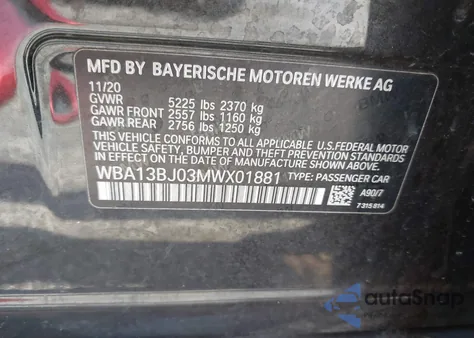 MFD BY BAYERISCHE MOTOREN WERKE AG
11/20
GVWR 5225 lbs 2370 kg
GAWR FRONT 2557 lbs 1160 kg
GAWR REAR 2756 lbs 1250 kg
THIS VEHICLE CONFORMS TO ALL APPLICABLE U.S. FEDERAL MOTOR
VEHICLE SAFETY, BUMPER AND THEFT PREVENTION STANDARDS
IN EFFECT ON THE DATE OF MANUFACTURE SHOWN ABOVE.
WBA13BJ03MWX01881 TYPE: PASSENGER CAR
A90/7
7315814
autoSnap